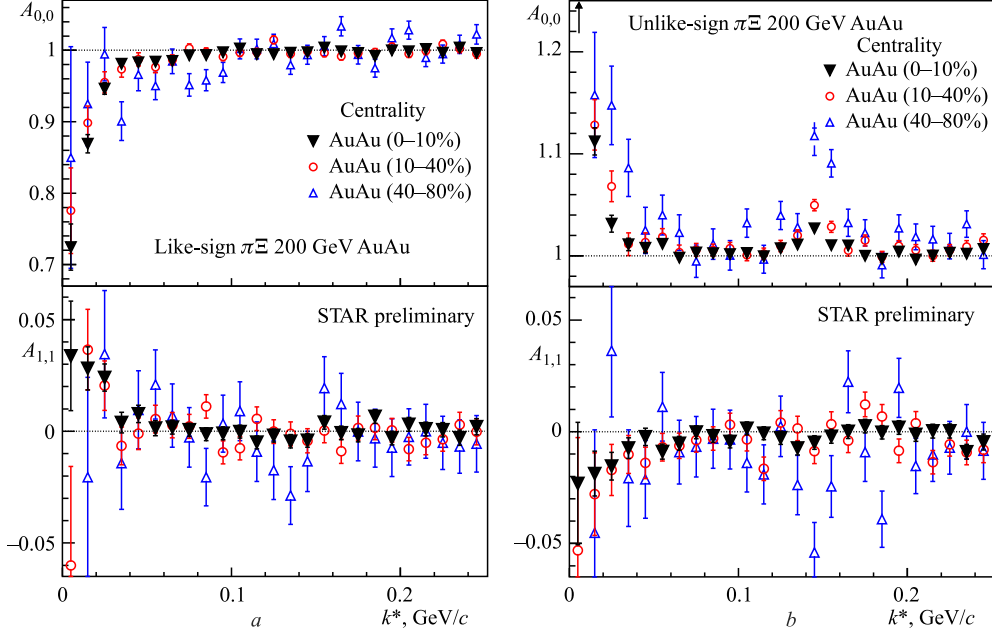 A0,0
1
0.9
0.8
0.7
Centrality
AuAu (0–10%)
AuAu (10–40%)
AuAu (40–80%)
Like-sign πΞ 200 GeV AuAu
0.05
A1,1
0
−0.05
STAR preliminary
0
0.1
0.2
a
k*, GeV/c
A0,0
1.2
1.1
1
Unlike-sign πΞ 200 GeV AuAu
Centrality
AuAu (0–10%)
AuAu (10–40%)
AuAu (40–80%)
0.05
A1,1
0
−0.05
STAR preliminary
0
0.1
0.2
b
k*, GeV/c